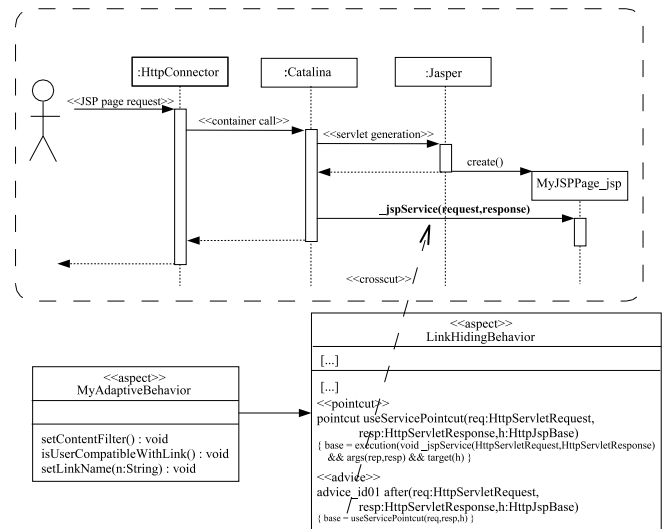 :HttpConnector
:Catalina
:Jasper
<<JSP page request>>
<<container call>>
<<servlet generation>>
create()
MyJSPPage_jsp
_jspService(request,response)
<<crosscut>>
<<aspect>>
LinkHidingBehavior
[...]
[...]
<<pointcut>>
pointcut useServicePointcut(req:HttpServletRequest,
resp:HttpServletResponse,h:HttpJspBase)
{ base = execution(void _jspService(HttpServletRequest,HttpServletResponse)
&& args(rep,resp) && target(h) }
<<advice>>
advice_id01 after(req:HttpServletRequest,
resp:HttpServletResponse,h:HttpJspBase)
{ base = useServicePointcut(req,resp,h) }
<<aspect>>
MyAdaptiveBehavior
setContentFilter() : void
isUserCompatibleWithLink() : void
setLinkName(n:String) : void